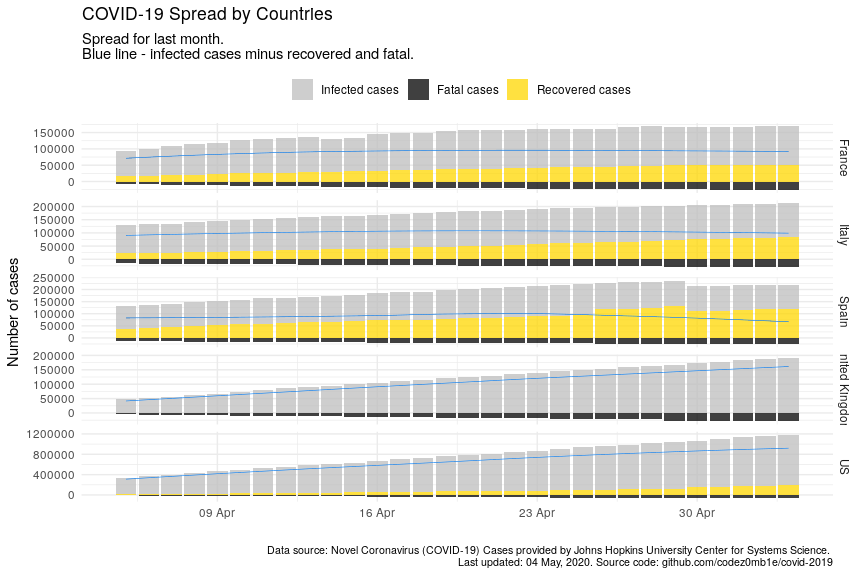 COVID-19 Spread by Countries
Spread for last month.
Blue line - infected cases minus recovered and fatal.
Infected cases Fatal cases Recovered cases
Number of cases
150000
100000
50000
0
France
200000
150000
100000
50000
0
Italy
250000
200000
150000
100000
50000
0
Spain
200000
150000
100000
50000
0
nited Kingdon
1200000
800000
400000
0
US
09 Apr 16 Apr 23 Apr 30 Apr
Data source: Novel Coronavirus (COVID-19) Cases provided by Johns Hopkins University Center for Systems Science.
Last updated: 04 May, 2020. Source code: github.com/codez0mb1e/covid-2019